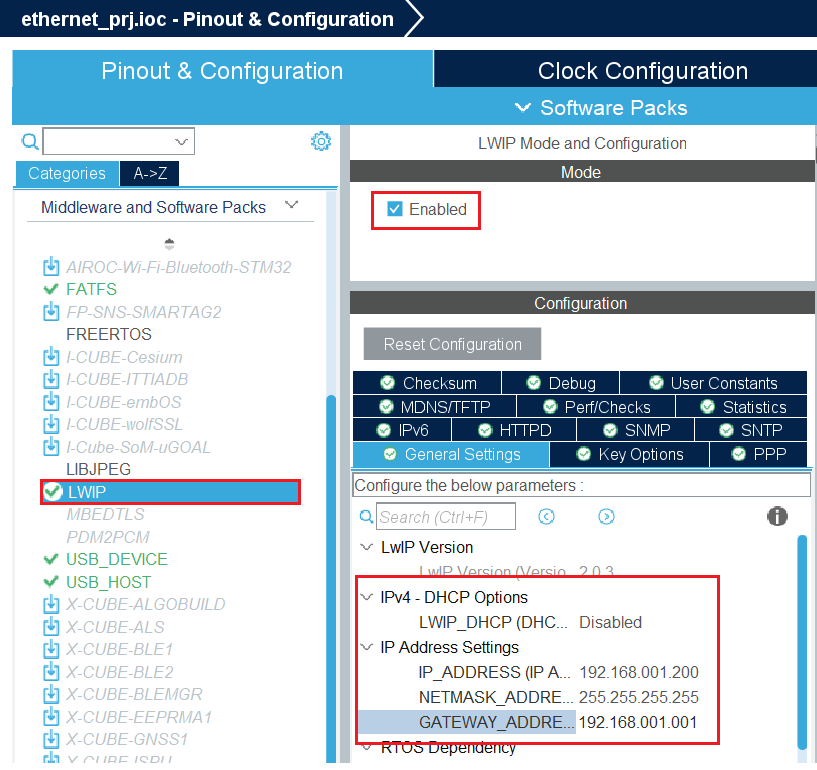 ethernet_prj.ioc - Pinout & Configuration
Pinout & Configuration
Clock Configuration
Software Packs
Categories
A->Z
Middleware and Software Packs
AIROC-Wi-Fi-Bluetooth-STM32
FATFS
FP-SNS-SMARTAG2
FREERTOS
I-CUBE-Cesium
I-CUBE-ITTIADB
I-CUBE-embOS
I-CUBE-wolfSSL
I-Cube-SoM-uGOAL
LIBJPEG
LWIP
MBEDTLS
PDM2PCM
USB_DEVICE
USB_HOST
X-CUBE-ALGOBUILD
X-CUBE-ALS
X-CUBE-BLE1
X-CUBE-BLE2
X-CUBE-BLEMGR
X-CUBE-EEPRMA1
X-CUBE-GNSS1
X-CUBE-ISPU
LWIP Mode and Configuration
Mode
Enabled
Configuration
Reset Configuration
Checksum Debug User Constants
MDNS/TFTP Perf/Checks Statistics
IPv6 HTTPD SNMP SNTP
General Settings Key Options PPP
Configure the below parameters :
Search (Ctrl+F)
LwIP Version
LwIP Version (Versio... 2.0.3
IPv4 - DHCP Options
LWIP_DHCP (DHC... Disabled
IP Address Settings
IP_ADDRESS (IP A... 192.168.001.200
NETMASK_ADDRE... 255.255.255.255
GATEWAY_ADDRE... 192.168.001.001
RTOS Dependency